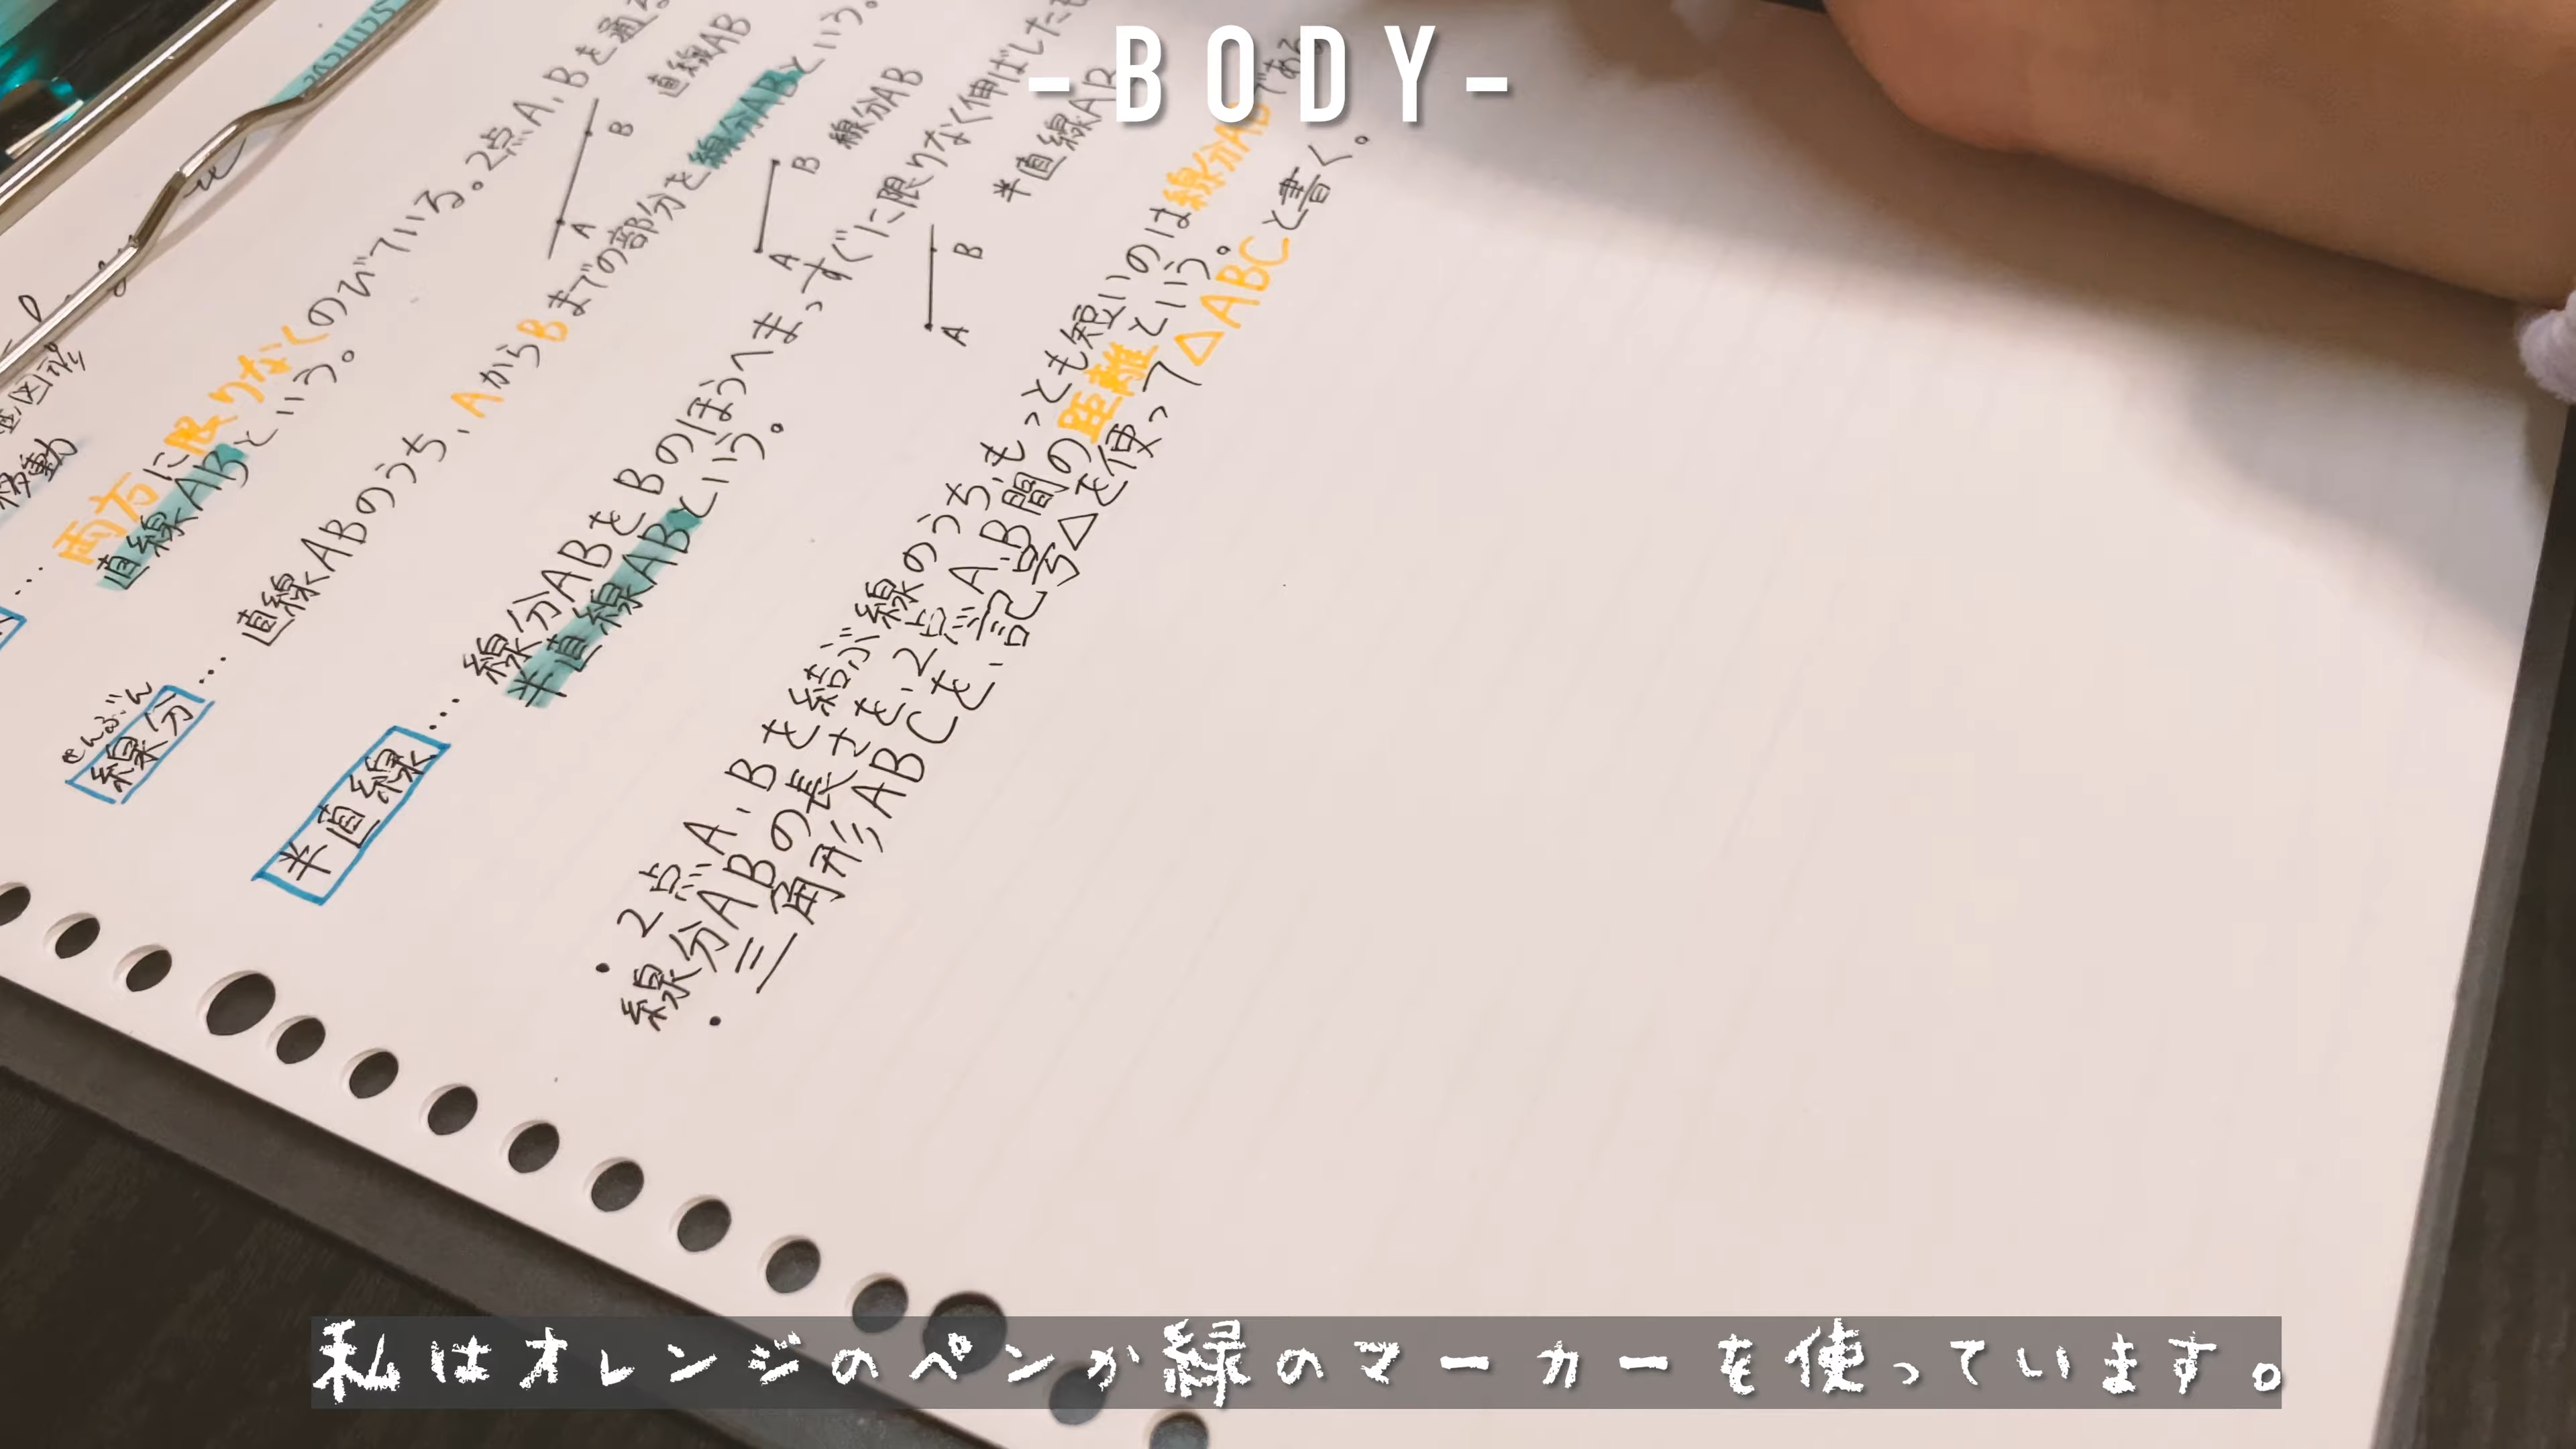 -BODY-
20211125
図形
移動
両方に限りなくのびている。2点A、Bを通る
直線ABという。
A B
直線AB
せんぶん
線分… 直線ABのうち、AからBまでの部分を線分ABという。
A B
線分AB
半直線… 線分ABをBのほうへまっすぐに限りなく伸ばしたも
半直線ABという。
A B
半直線AB
・2点A、Bを結ぶ線のうち、もっとも短いのは線分ABである
線分ABの長さを、2点A、B間の距離という。
・三角形ABCを、記号△を使って△ABCと書く。
私はオレンジのペンか緑のマーカーを使っています。